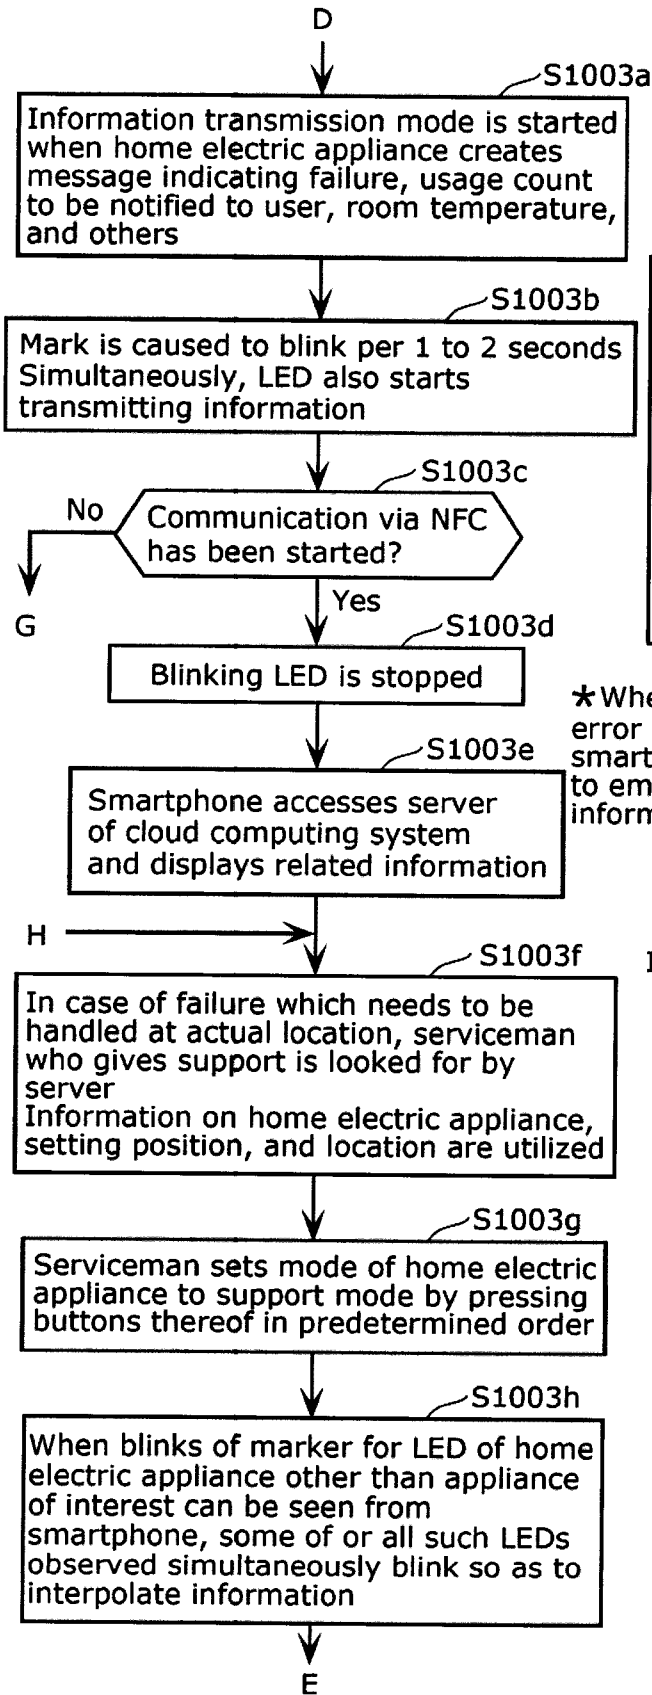 D
S1003a
Information transmission mode is started
when home electric appliance creates
message indicating failure, usage count
to be notified to user, room temperature,
and others
S1003b
Mark is caused to blink per 1 to 2 seconds
Simultaneously, LED also starts
transmitting information
S1003c
No
Communication via NFC
has been started?
G
Yes
S1003d
Blinking LED is stopped
S1003e
Smartphone accesses server
of cloud computing system
and displays related information
*Whe
error
smart
to em
inform
H
S1003f
In case of failure which needs to be
handled at actual location, serviceman
who gives support is looked for by
server
Information on home electric appliance,
setting position, and location are utilized
S1003g
Serviceman sets mode of home electric
appliance to support mode by pressing
buttons thereof in predetermined order
S1003h
When blinks of marker for LED of home
electric appliance other than appliance
of interest can be seen from
smartphone, some of or all such LEDs
observed simultaneously blink so as to
interpolate information
E